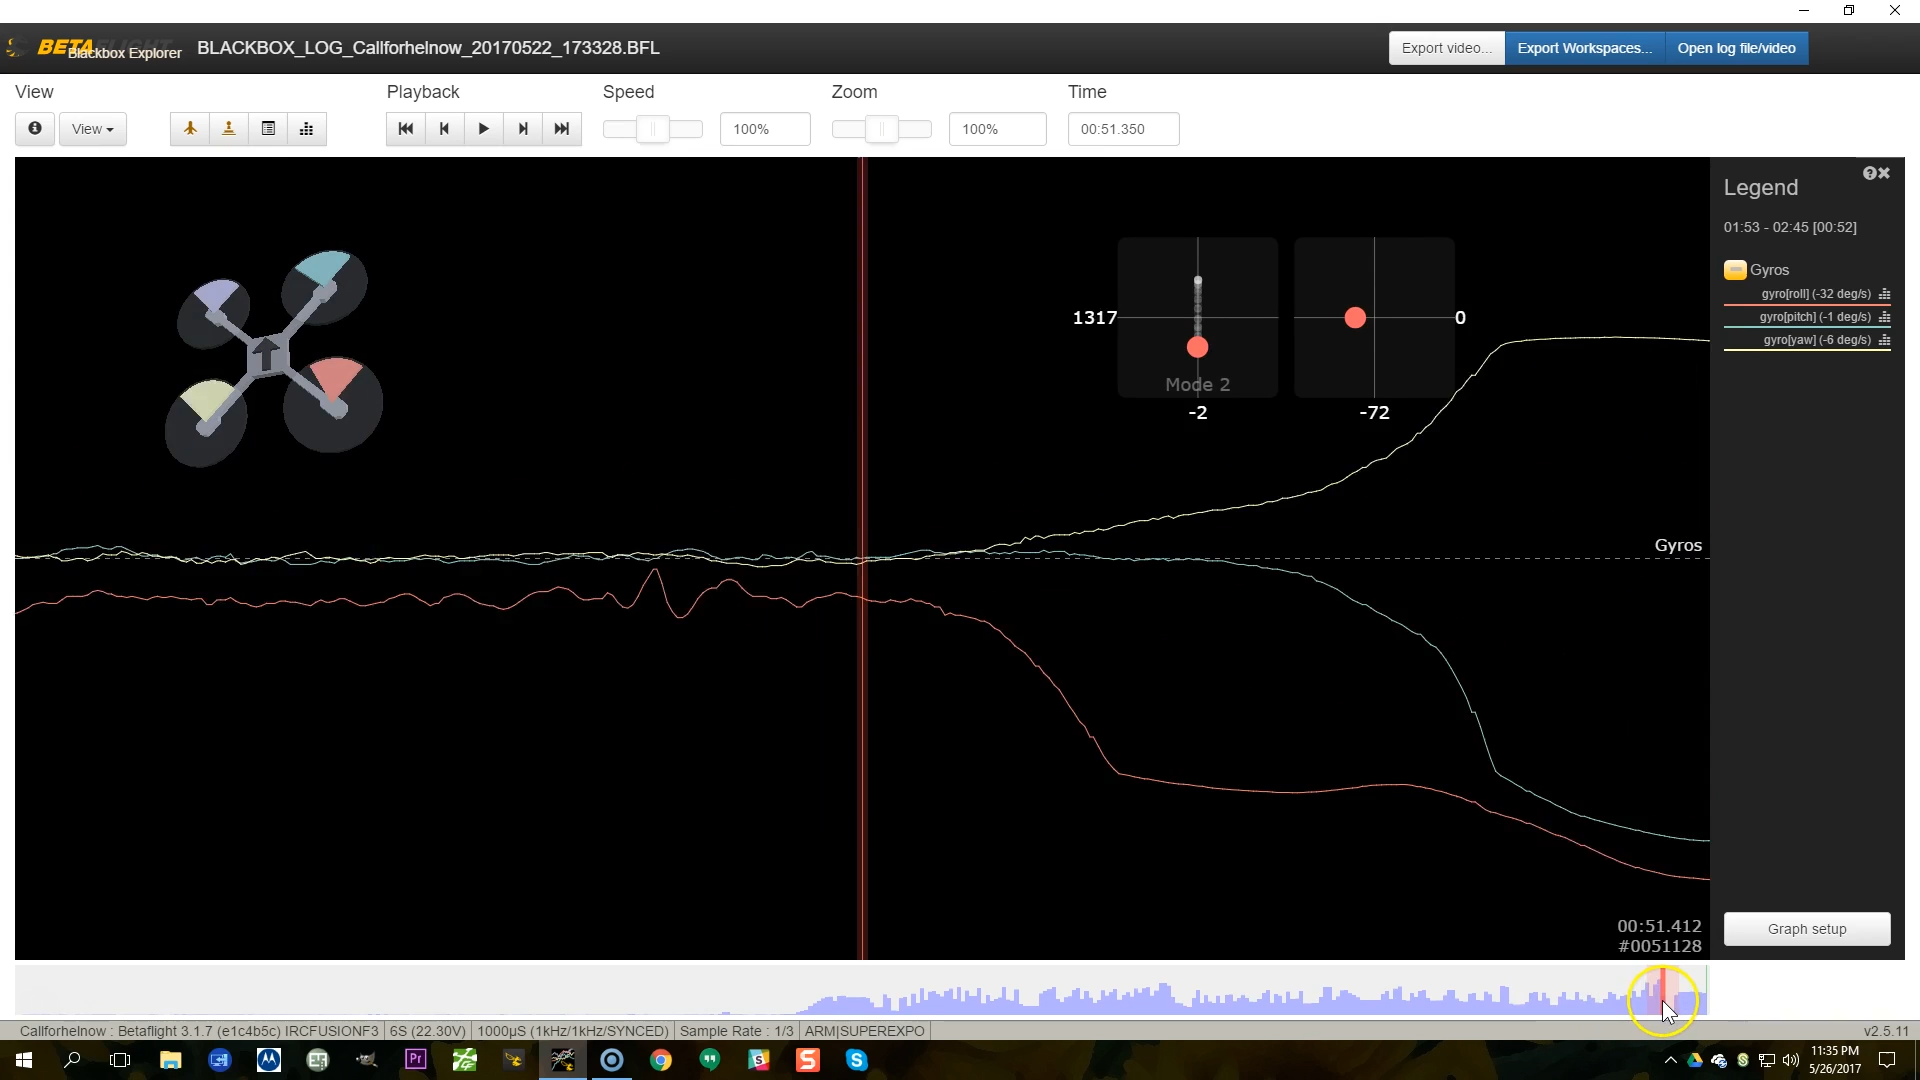 BETAFLIGHT
Blackbox Explorer
BLACKBOX_LOG_Callforhelnow_20170522_173328.BFL
Export video...
Export Workspaces...
Open log file/video
View
Playback
Speed
Zoom
Time
View
100%
100%
00:51.350
Legend
01:53 - 02:45 [00:52]
Gyros
gyro[roll] (-32 deg/s)
gyro[pitch] (-1 deg/s)
gyro[yaw] (-6 deg/s)
1317
0
Mode 2
-2
-72
Gyros
00:51.412
#0051128
Graph setup
Callforhelnow : Betaflight 3.1.7 (e1c4b5c) IRCFUSIONF3
6S (22.30V)
1000µS (1kHz/1kHz/SYNCED)
Sample Rate : 1/3
ARM|SUPEREXPO
v2.5.11
Pr
11:35 PM
5/26/2017